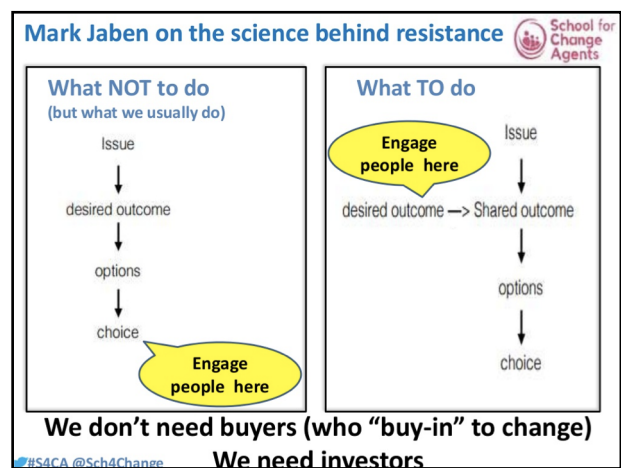 Mark Jaben on the science behind resistance
School for
Change
Agents
What NOT to do
(but what we usually do)
Issue
desired outcome
options
choice
Engage
people here
What TO do
Engage
people here
Issue
desired outcome —> Shared outcome
options
choice
We don't need buyers (who “buy-in” to change)
#S4CA @Sch4Change
We need investors